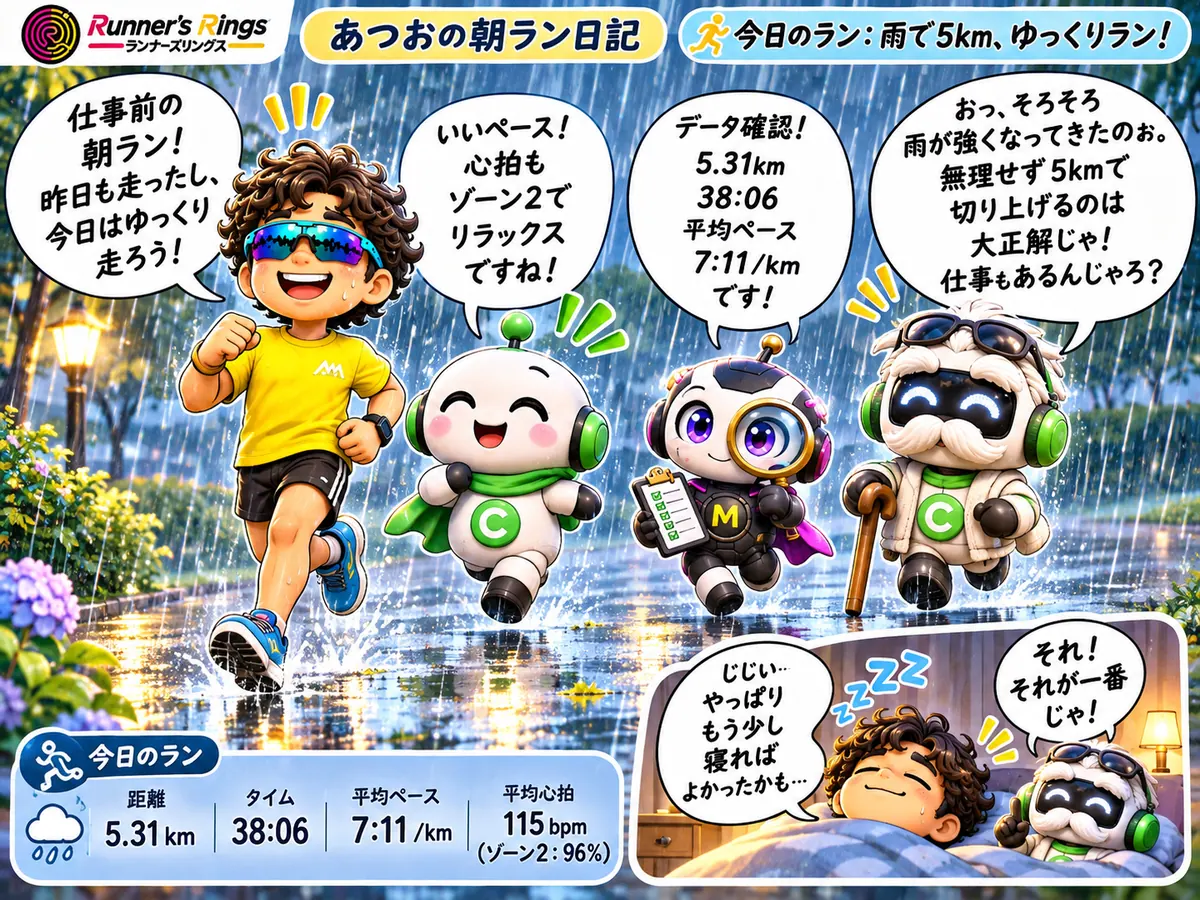 Runner's Rings
ランナーズリングス
あつおの朝ラン日記
今日のラン：雨で5km、ゆっくりラン！
仕事前の
朝ラン！
昨日も走ったし、
今日はゆっくり
走ろう！
いいペース！
心拍も
ゾーン2で
リラックス
ですね！
データ確認！
5.31km
38:06
平均ペース
7:11/km
です！
おっ、そろそろ
雨が強くなってきたのぉ。
無理せず5kmで
切り上げるのは
大正解じゃ！
仕事もあるんじゃろ？
AM
C
M
C
じじい…
やっぱり
もう少し
寝れば
よかったかも…
zzZZ
それ！
それが一番
じゃ！
C
今日のラン
距離
5.31 km
タイム
38:06
平均ペース
7:11 /km
平均心拍
115 bpm
(ゾーン2：96%)